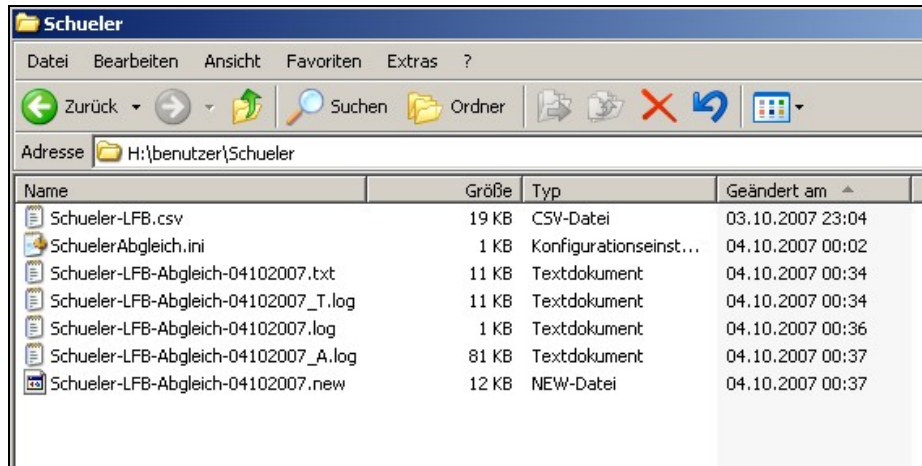 Schueler
Datei Bearbeiten Ansicht Favoriten Extras ?
Zurück Suchen Ordner
Adresse H:\benutzer\Schueler
Name Größe Typ Geändert am
Schueler-LFB.csv 19 KB CSV-Datei 03.10.2007 23:04
SchuelerAbgleich.ini 1 KB Konfigurationseinst... 04.10.2007 00:02
Schueler-LFB-Abgleich-04102007.txt 11 KB Textdokument 04.10.2007 00:34
Schueler-LFB-Abgleich-04102007_T.log 11 KB Textdokument 04.10.2007 00:34
Schueler-LFB-Abgleich-04102007.log 1 KB Textdokument 04.10.2007 00:36
Schueler-LFB-Abgleich-04102007_A.log 81 KB Textdokument 04.10.2007 00:37
Schueler-LFB-Abgleich-04102007.new 12 KB NEW-Datei 04.10.2007 00:37